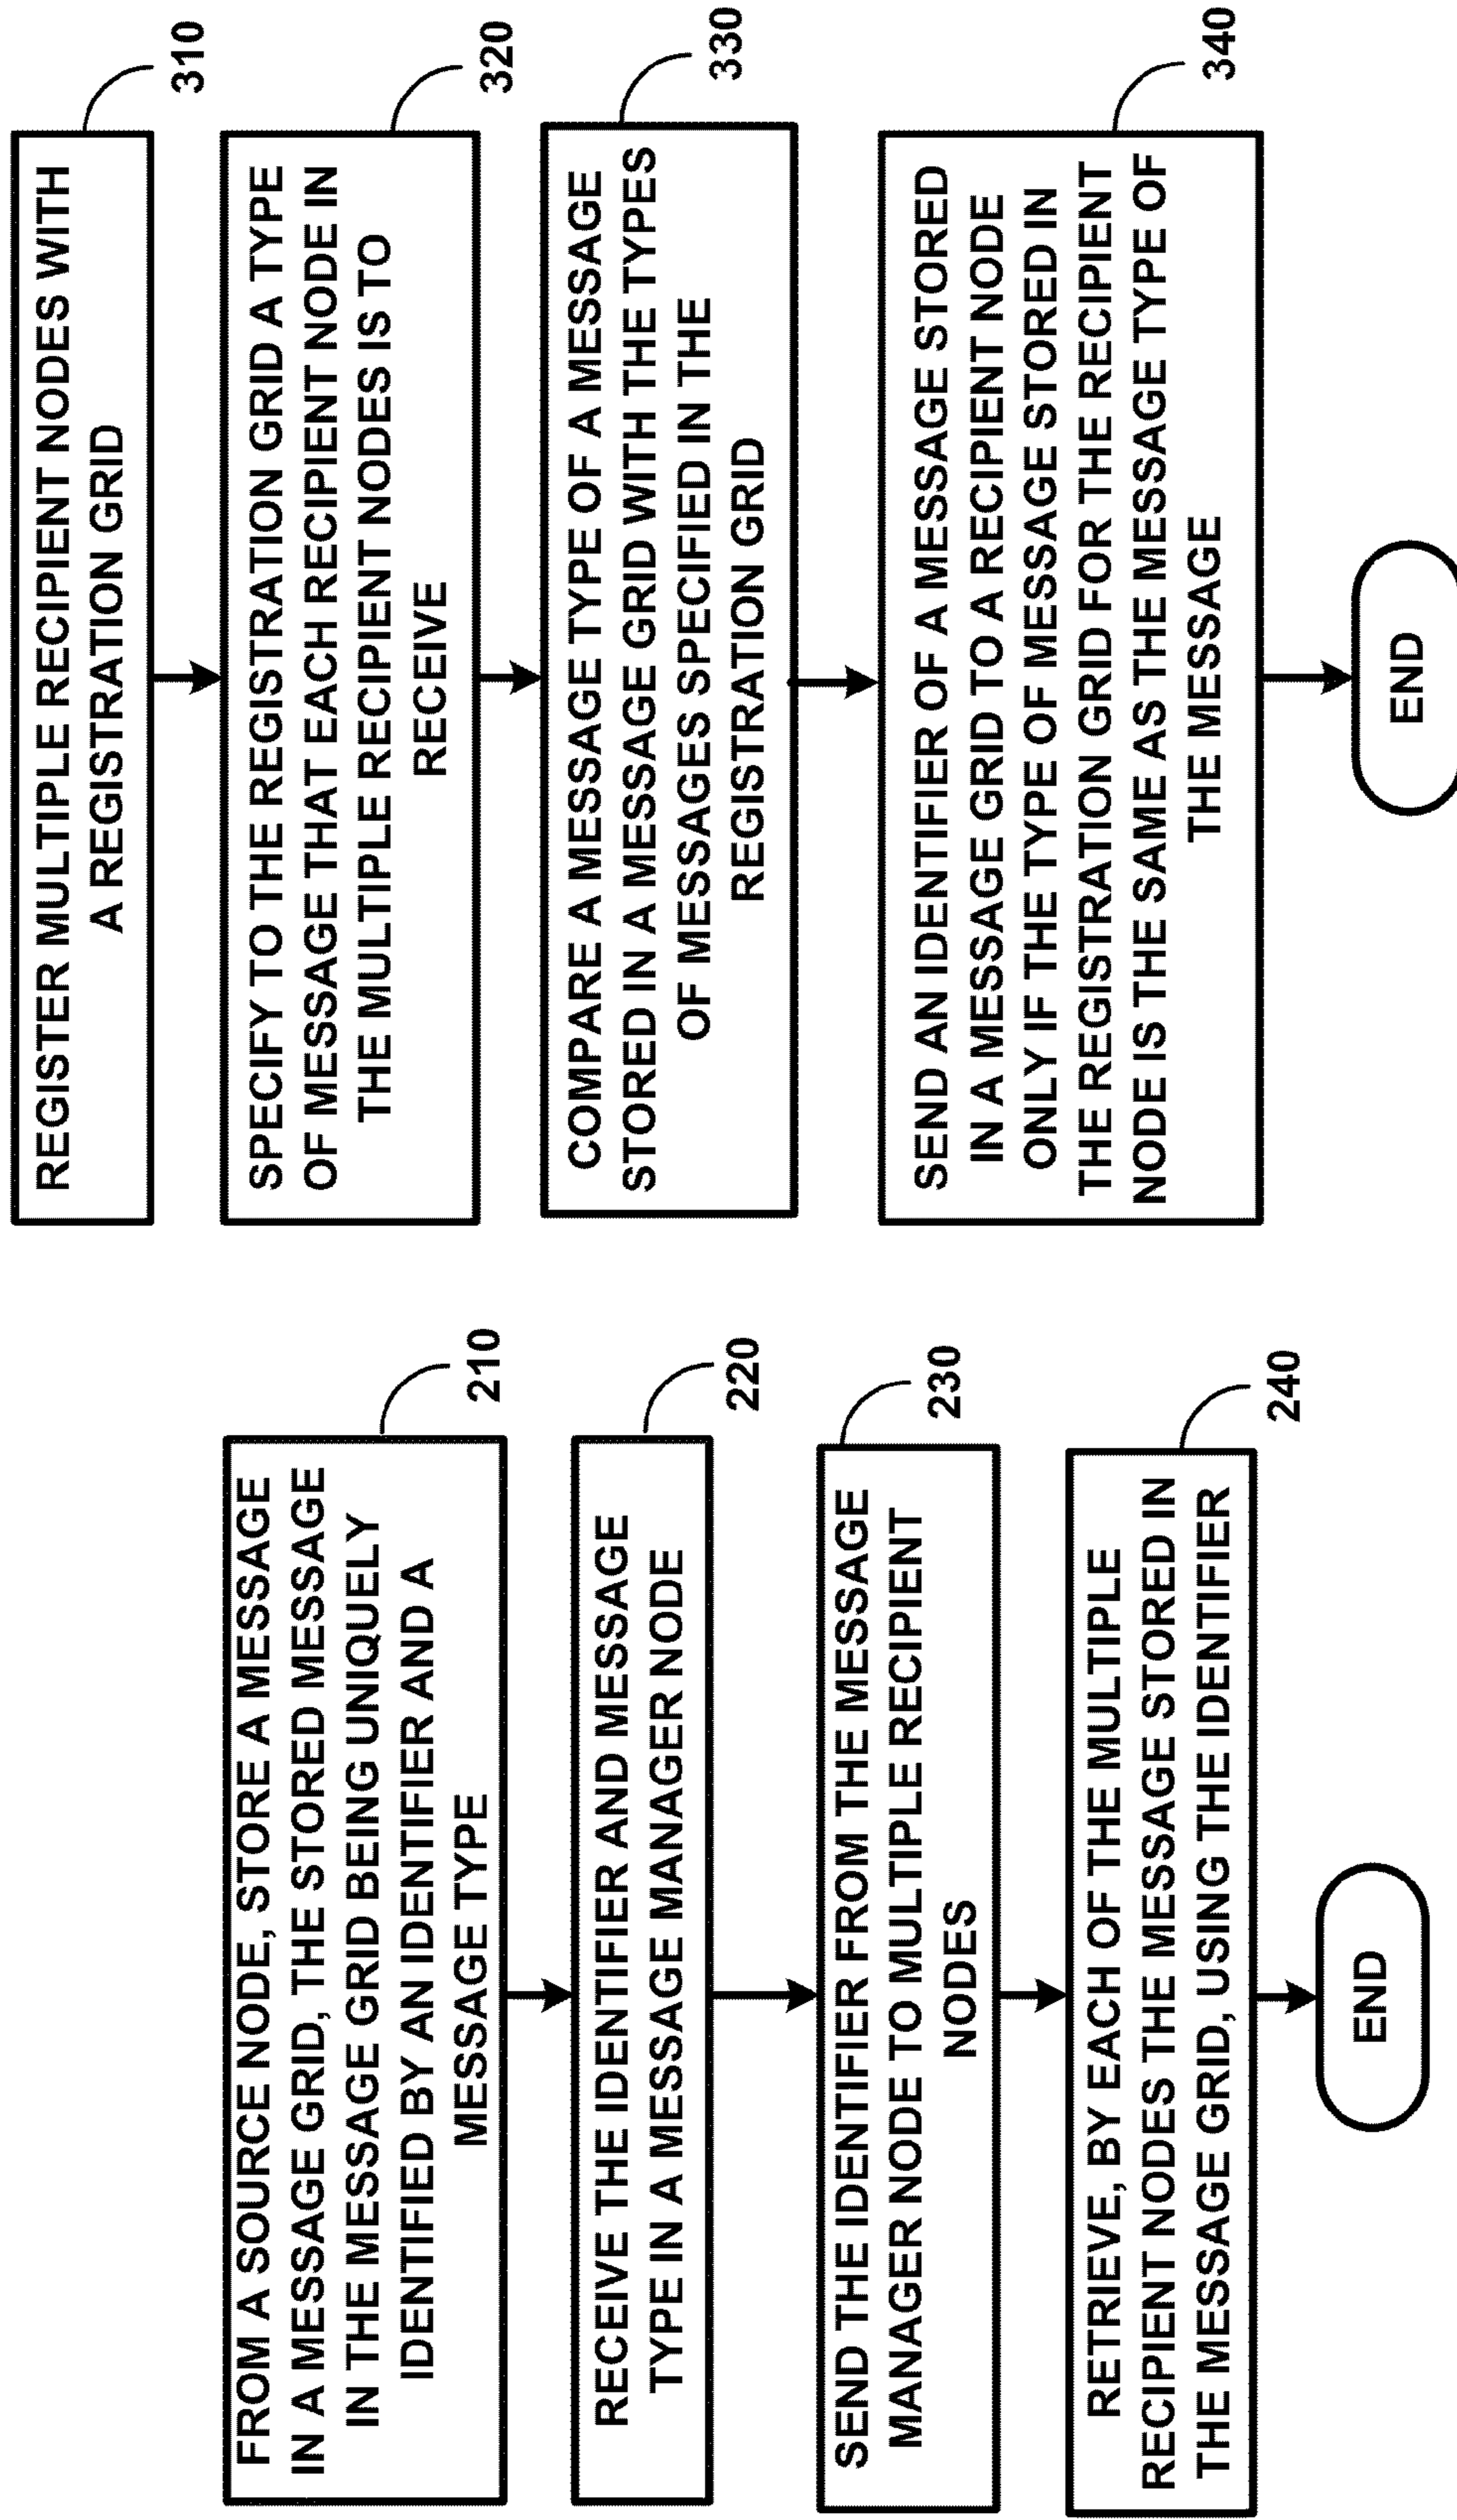 FROM A SOURCE NODE, STORE A MESSAGE
IN A MESSAGE GRID, THE STORED MESSAGE
IN THE MESSAGE GRID BEING UNIQUELY
IDENTIFIED BY AN IDENTIFIER AND A
MESSAGE TYPE
210
RECEIVE THE IDENTIFIER AND MESSAGE
TYPE IN A MESSAGE MANAGER NODE
220
SEND THE IDENTIFIER FROM THE MESSAGE
MANAGER NODE TO MULTIPLE RECIPIENT
NODES
230
RETRIEVE, BY EACH OF THE MULTIPLE
RECIPIENT NODES THE MESSAGE STORED IN
THE MESSAGE GRID, USING THE IDENTIFIER
240
END
REGISTER MULTIPLE RECIPIENT NODES WITH
A REGISTRATION GRID
310
SPECIFY TO THE REGISTRATION GRID A TYPE
OF MESSAGE THAT EACH RECIPIENT NODE IN
THE MULTIPLE RECIPIENT NODES IS TO
RECEIVE
320
COMPARE A MESSAGE TYPE OF A MESSAGE
STORED IN A MESSAGE GRID WITH THE TYPES
OF MESSAGES SPECIFIED IN THE
REGISTRATION GRID
330
SEND AN IDENTIFIER OF A MESSAGE STORED
IN A MESSAGE GRID TO A RECIPIENT NODE
ONLY IF THE TYPE OF MESSAGE STORED IN
THE REGISTRATION GRID FOR THE RECIPIENT
NODE IS THE SAME AS THE MESSAGE TYPE OF
THE MESSAGE
340
END